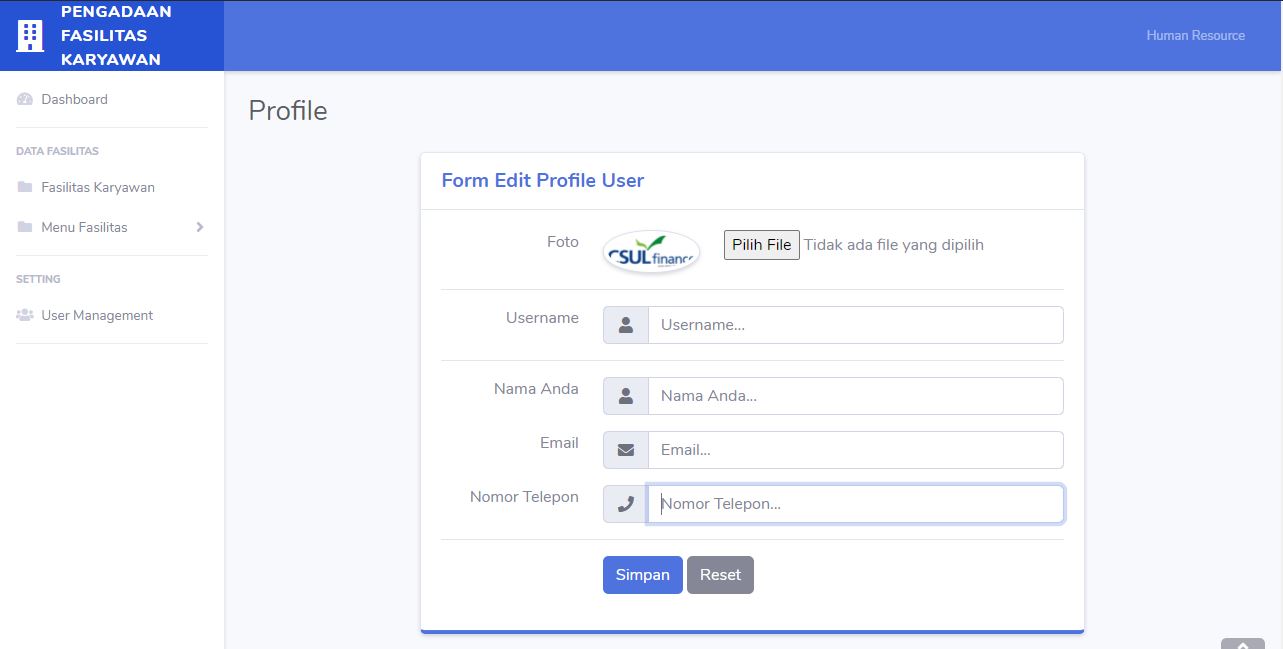 PENGADAAN
FASILITAS
KARYAWAN
Human Resource
Dashboard
DATA FASILITAS
Fasilitas Karyawan
Menu Fasilitas
SETTING
User Management
Profile
Form Edit Profile User
Foto
CSULfinance
Pilih File Tidak ada file yang dipilih
Username
Username...
Nama Anda
Nama Anda...
Email
Email...
Nomor Telepon
Nomor Telepon...
Simpan
Reset